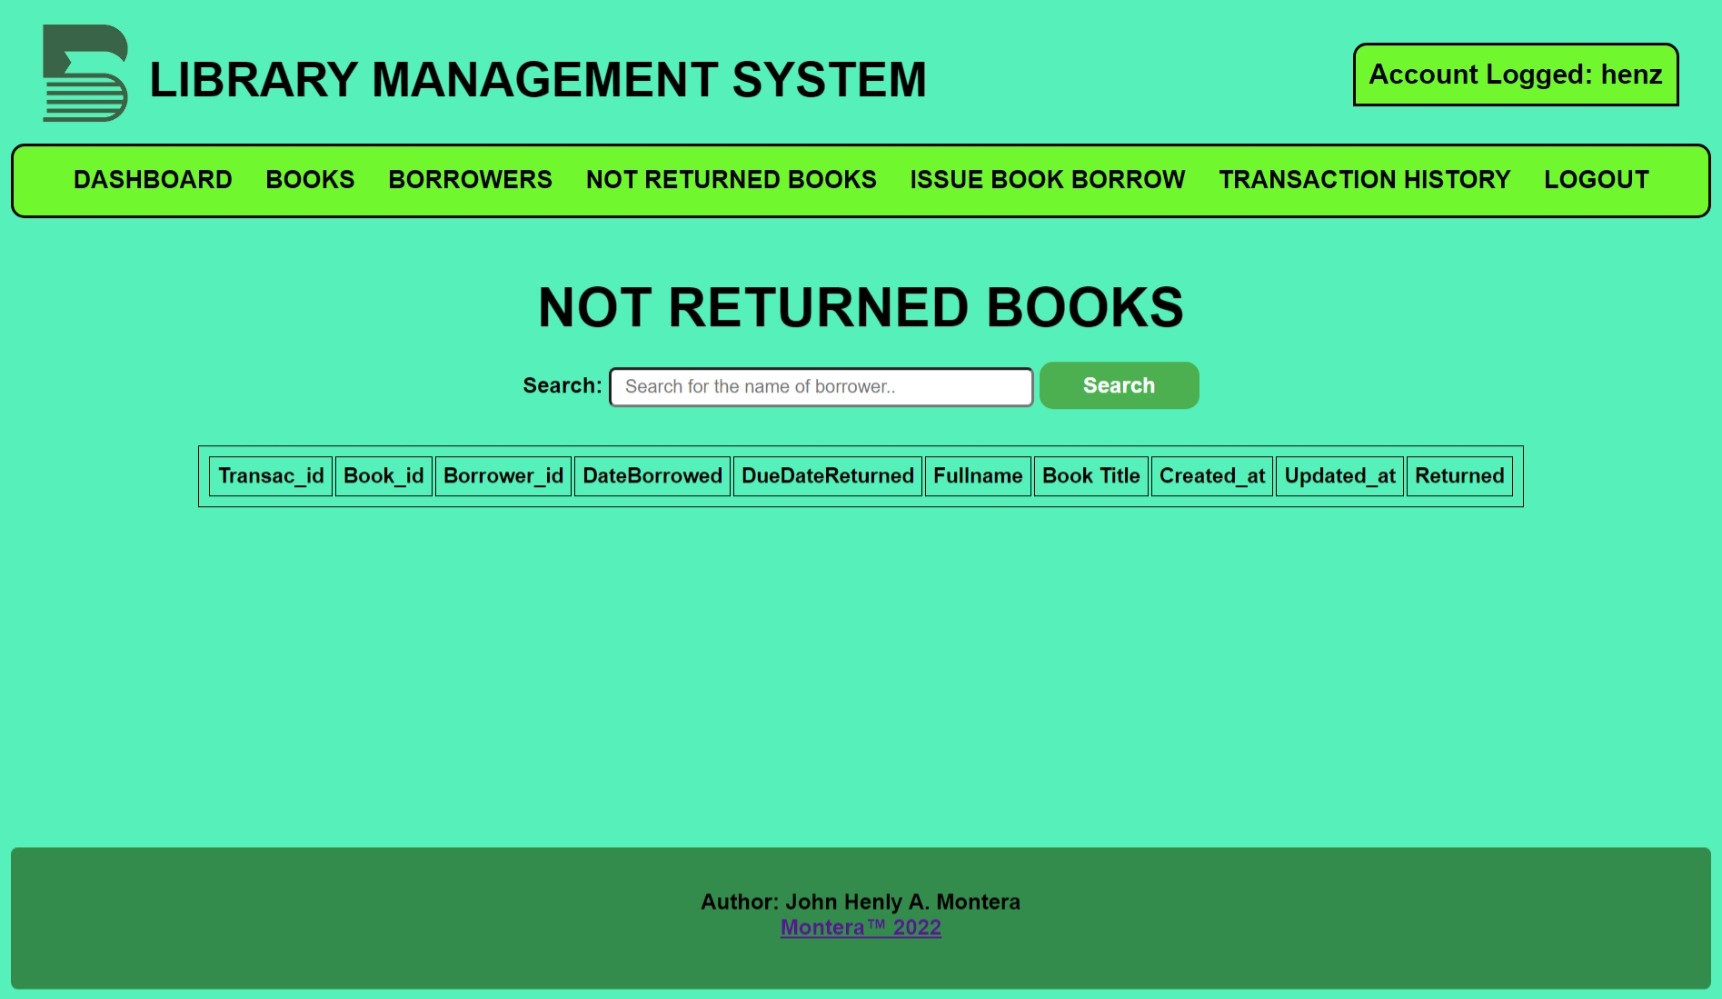 LIBRARY MANAGEMENT SYSTEM
Account Logged: henz
DASHBOARD BOOKS BORROWERS NOT RETURNED BOOKS ISSUE BOOK BORROW TRANSACTION HISTORY LOGOUT
NOT RETURNED BOOKS
Search: Search for the name of borrower.. Search
Transac_id Book_id Borrower_id DateBorrowed DueDateReturned Fullname Book Title Created_at Updated_at Returned
Author: John Henly A. Montera
Montera™ 2022